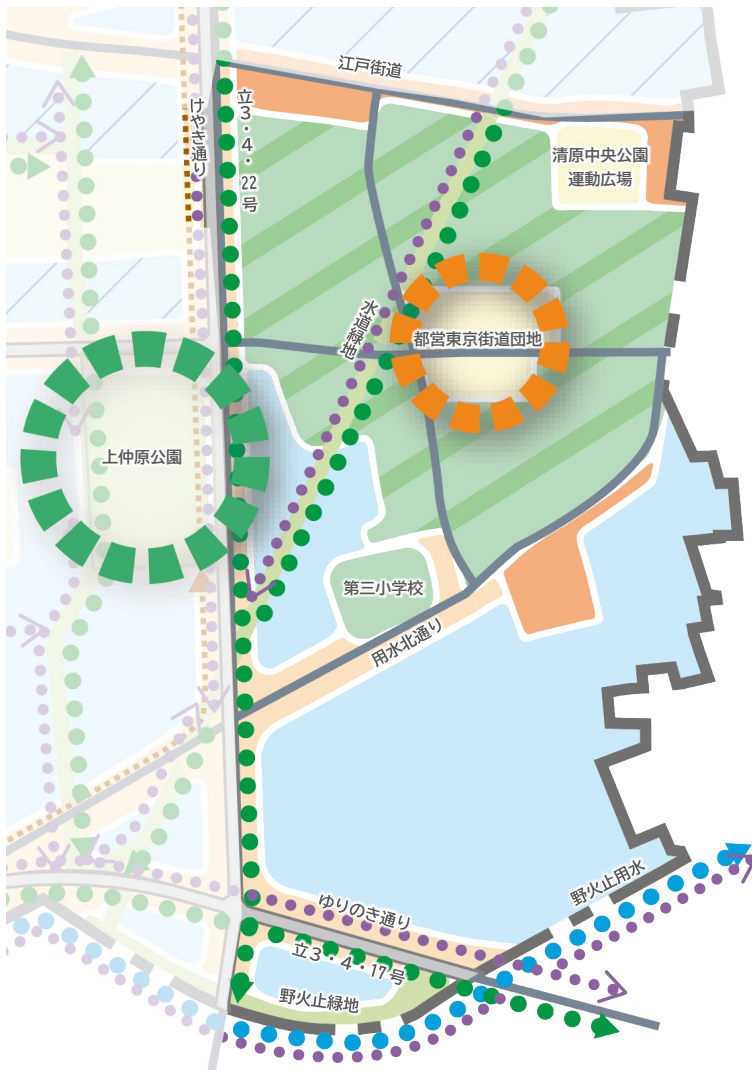 江戸街道
けやき通り
立3・4・22号
清原中央公園
運動広場
水道緑地
都営東京街道団地
上仲原公園
第三小学校
用水北通り
野火止用水
ゆりのき通り
立3・4・17号
野火止緑地